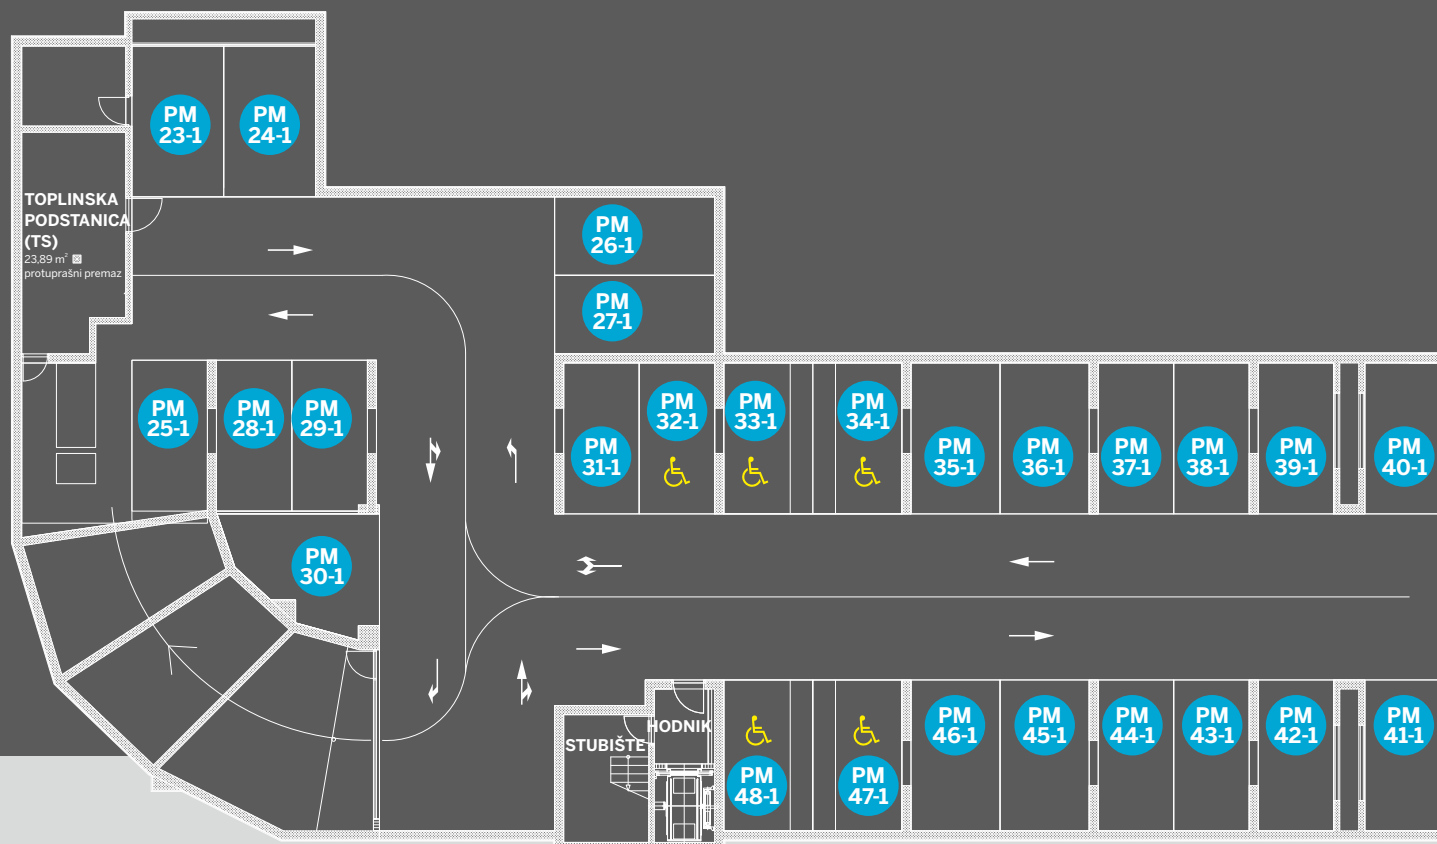 PM
23-1
PM
24-1
TOPLINSKA
PODSTANICA
(TS)
23,89 m²
protuprašni premaz
PM
26-1
PM
27-1
PM
25-1
PM
28-1
PM
29-1
PM
30-1
PM
31-1
PM
32-1
PM
33-1
PM
34-1
PM
35-1
PM
36-1
PM
37-1
PM
38-1
PM
39-1
PM
40-1
STUBIŠTE
HODNIK
PM
48-1
PM
47-1
PM
46-1
PM
45-1
PM
44-1
PM
43-1
PM
42-1
PM
41-1